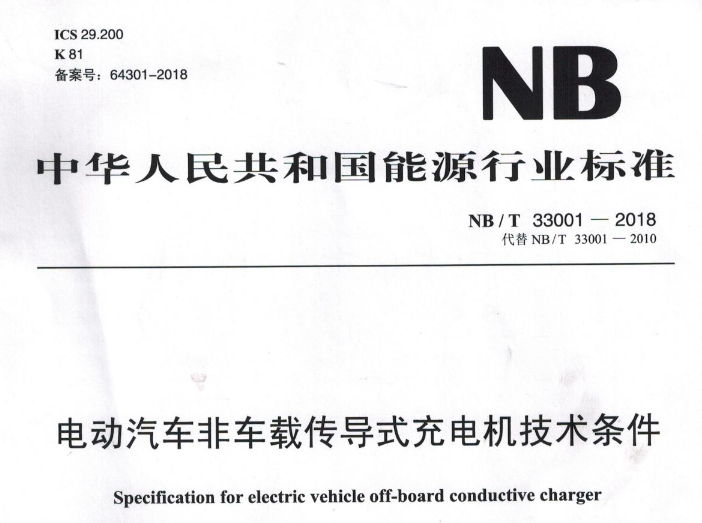 ICS 29.200
K 81
备案号：64301-2018
NB
中华人民共和国能源行业标准
NB / T 33001 — 2018
代替 NB / T 33001 — 2010
电动汽车非车载传导式充电机技术条件
Specification for electric vehicle off-board conductive charger